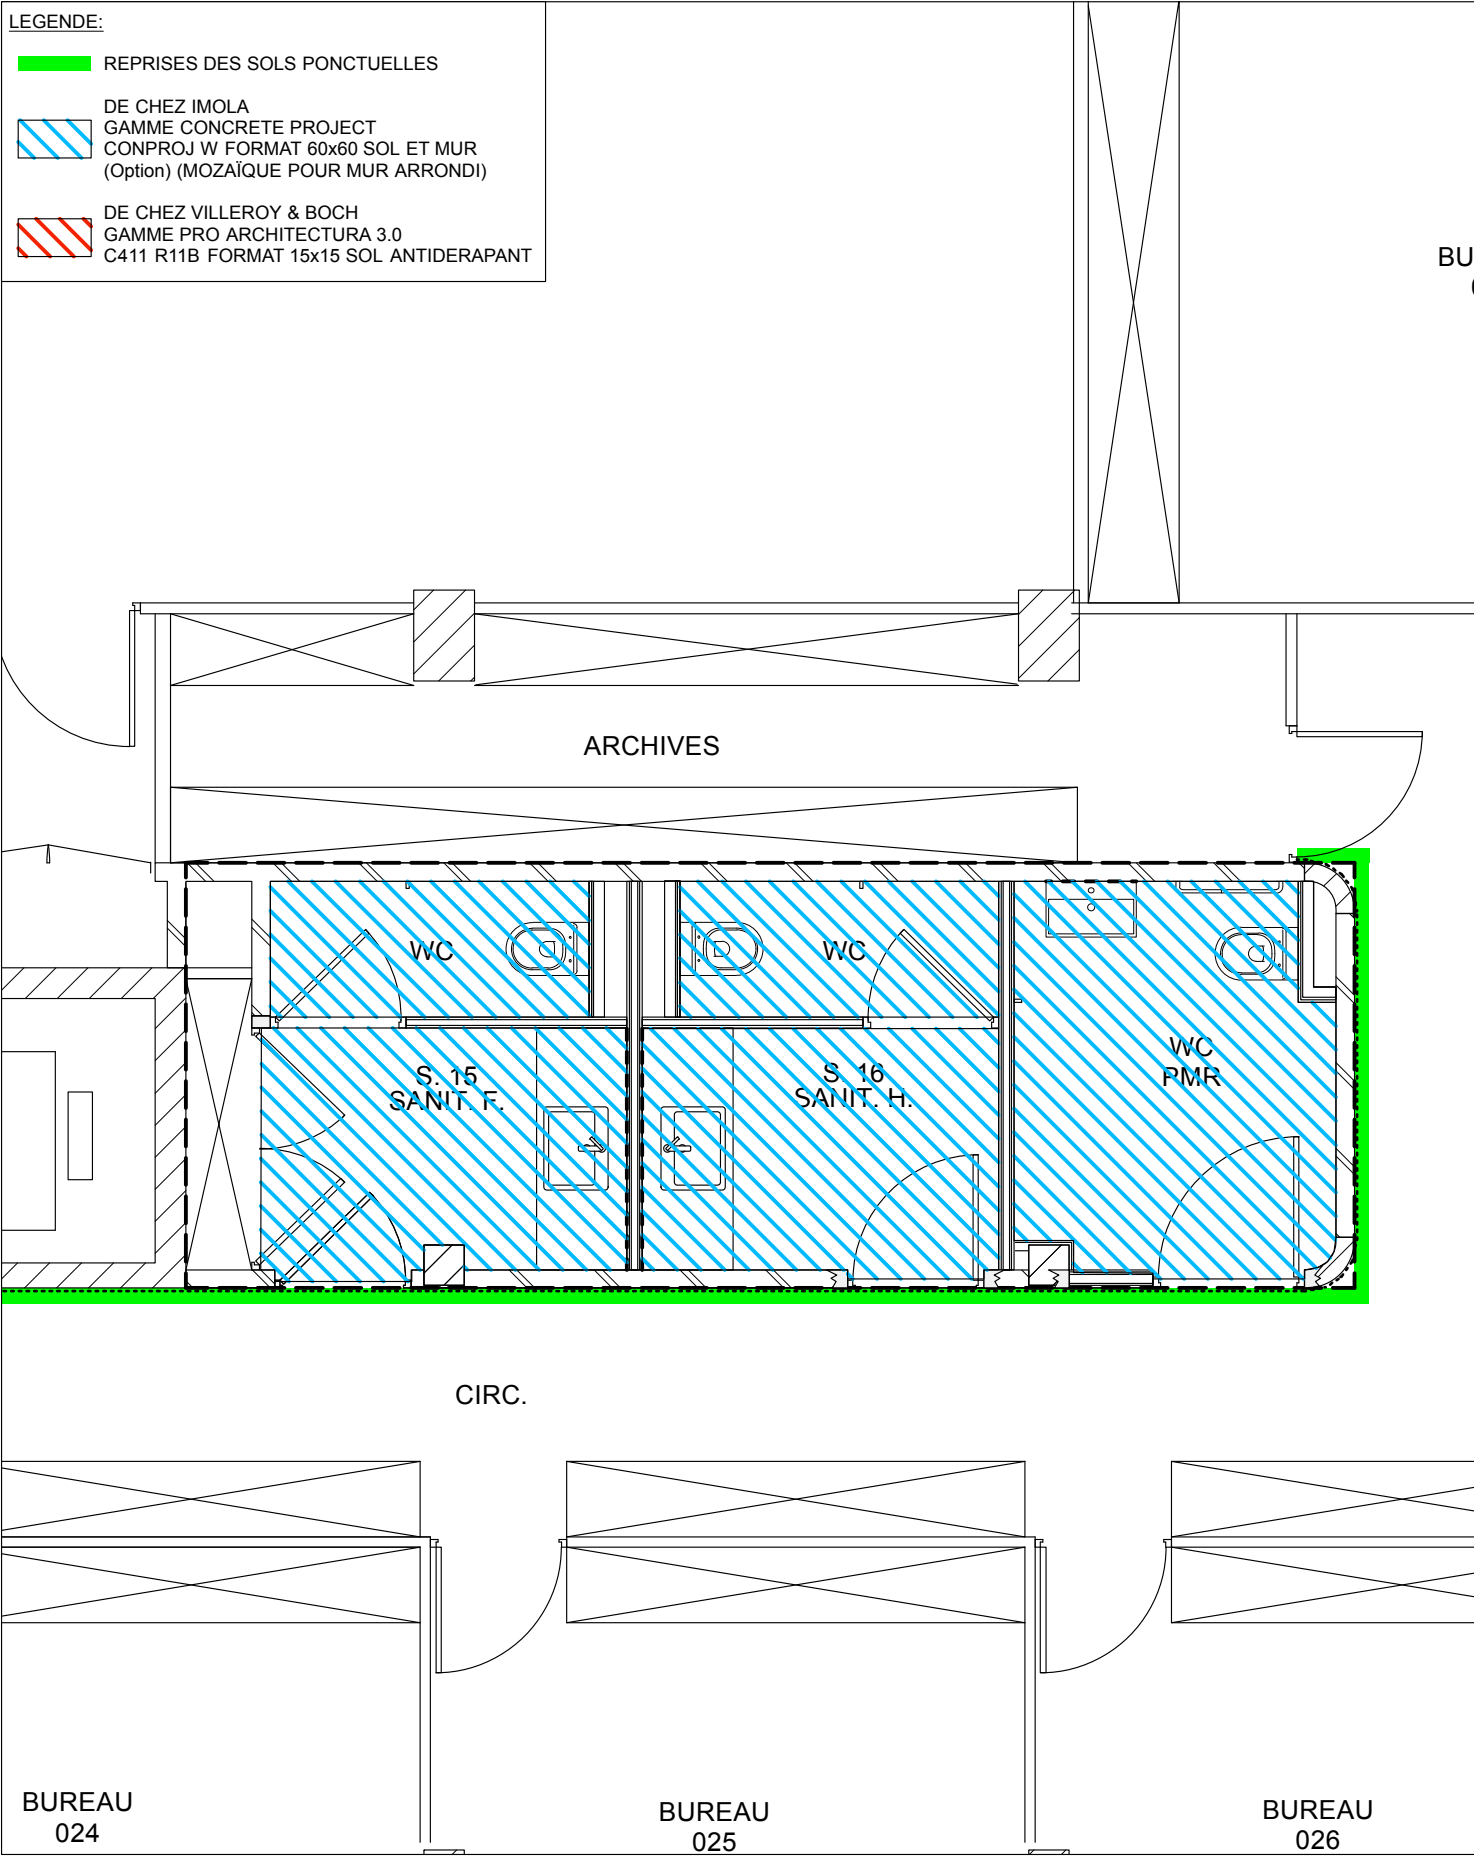 LEGENDE:
REPRISES DES SOLS PONCTUELLES
DE CHEZ IMOLA
GAMME CONCRETE PROJECT
CONPROJ W FORMAT 60x60 SOL ET MUR
(Option) (MOZAÏQUE POUR MUR ARRONDI)
DE CHEZ VILLEROY & BOCH
GAMME PRO ARCHITECTURA 3.0
C411 R11B FORMAT 15x15 SOL ANTIDERAPANT
BU
ARCHIVES
WC
WC
S. 15
SANIT. F.
S. 16
SANIT. H.
WC
PMR
CIRC.
BUREAU
024
BUREAU
025
BUREAU
026